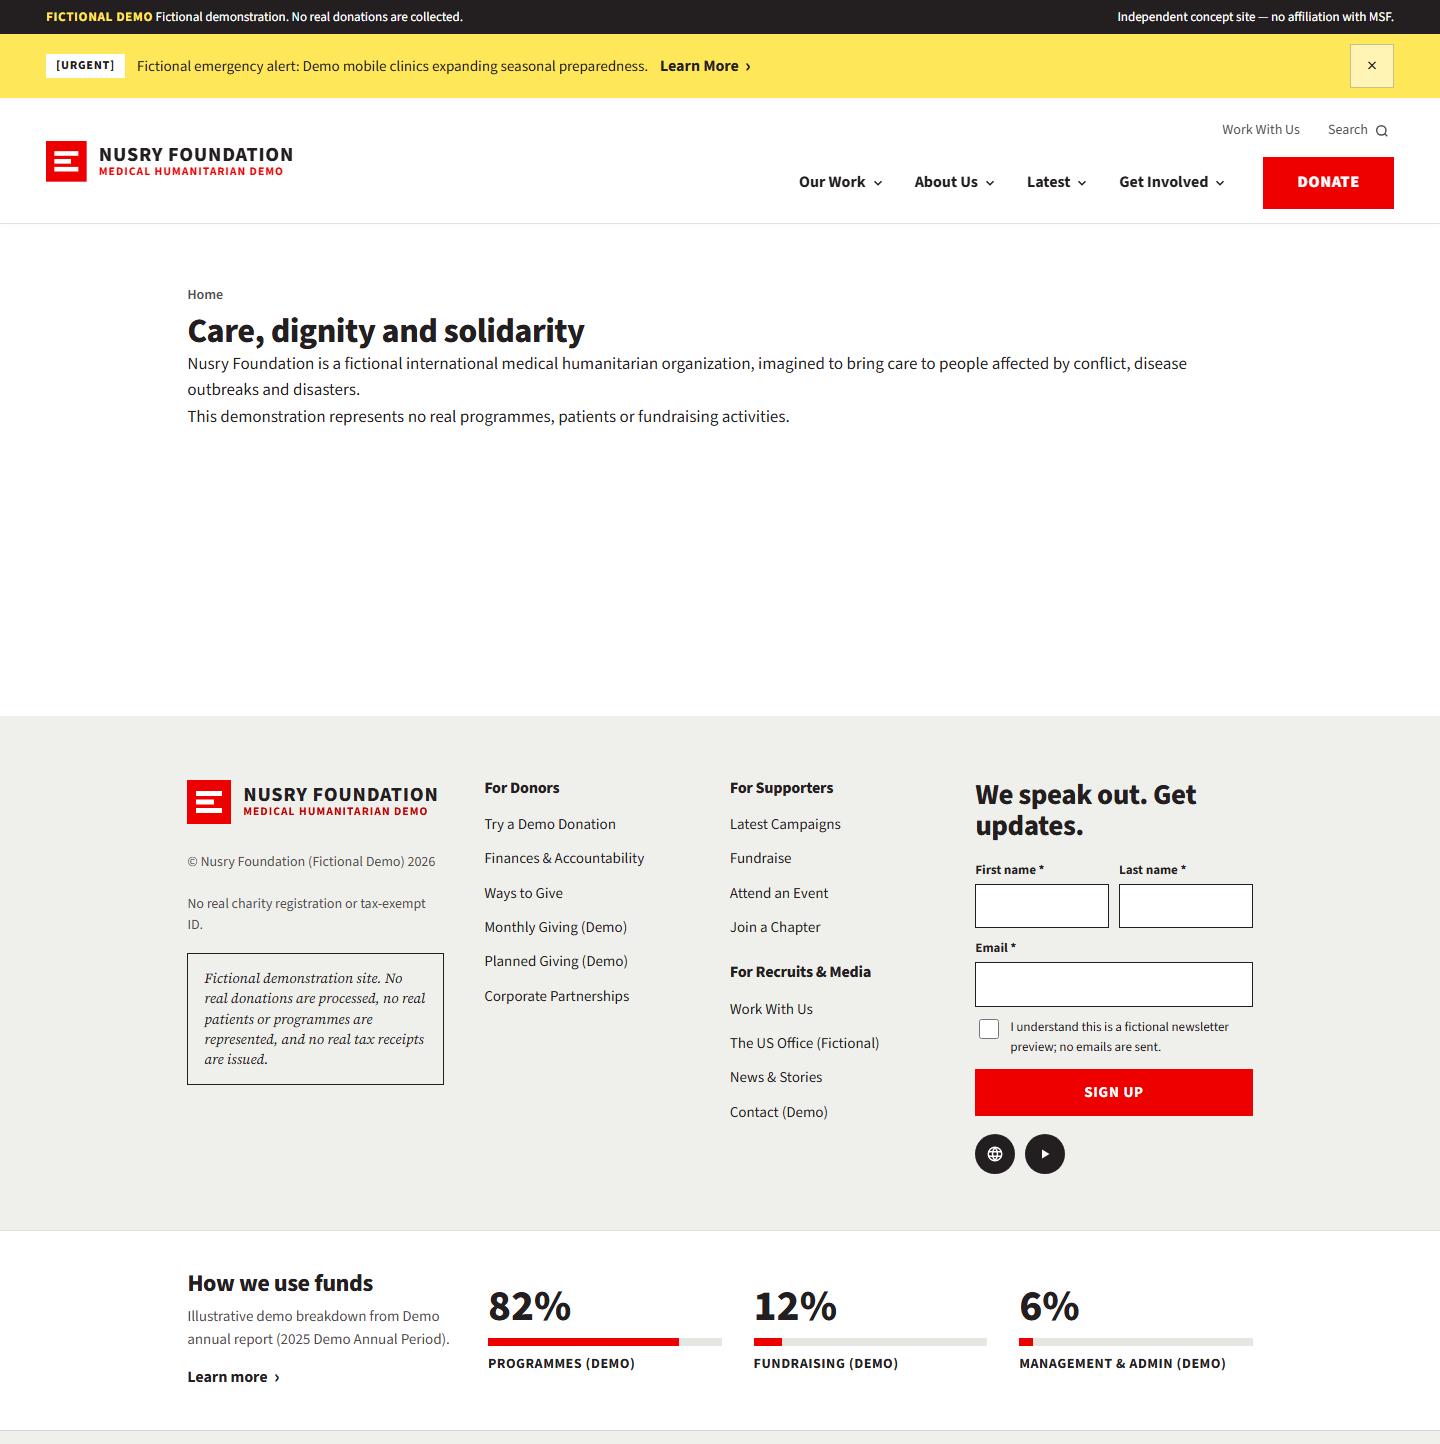 FICTIONAL DEMO Fictional demonstration. No real donations are collected.
Independent concept site — no affiliation with MSF.
[URGENT] Fictional emergency alert: Demo mobile clinics expanding seasonal preparedness. Learn More ›
×
Work With Us
Search
NUSRY FOUNDATION
MEDICAL HUMANITARIAN DEMO
Our Work
About Us
Latest
Get Involved
DONATE
Home
Care, dignity and solidarity
Nusry Foundation is a fictional international medical humanitarian organization, imagined to bring care to people affected by conflict, disease
outbreaks and disasters.
This demonstration represents no real programmes, patients or fundraising activities.
NUSRY FOUNDATION
MEDICAL HUMANITARIAN DEMO
© Nusry Foundation (Fictional Demo) 2026
No real charity registration or tax-exempt
ID.
Fictional demonstration site. No
real donations are processed, no real
patients or programmes are
represented, and no real tax receipts
are issued.
For Donors
Try a Demo Donation
Finances & Accountability
Ways to Give
Monthly Giving (Demo)
Planned Giving (Demo)
Corporate Partnerships
For Supporters
Latest Campaigns
Fundraise
Attend an Event
Join a Chapter
For Recruits & Media
Work With Us
The US Office (Fictional)
News & Stories
Contact (Demo)
We speak out. Get
updates.
First name *
Last name *
Email *
I understand this is a fictional newsletter
preview; no emails are sent.
SIGN UP
How we use funds
Illustrative demo breakdown from Demo
annual report (2025 Demo Annual Period).
Learn more ›
82%
PROGRAMMES (DEMO)
12%
FUNDRAISING (DEMO)
6%
MANAGEMENT & ADMIN (DEMO)